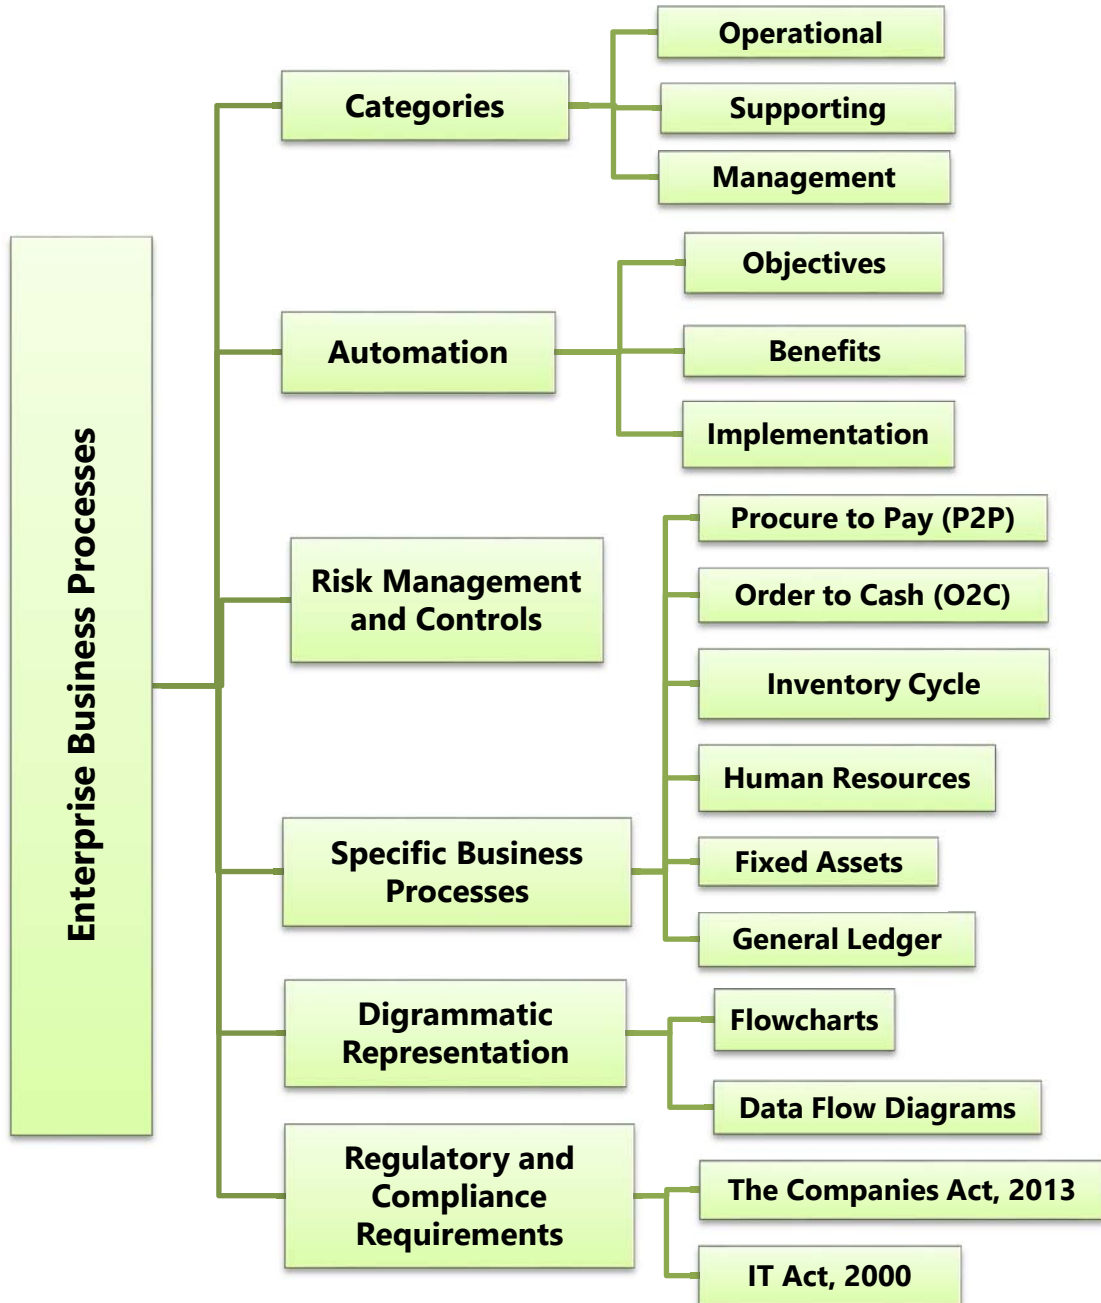 Enterprise Business Processes
Categories
Operational
Supporting
Management
Automation
Objectives
Benefits
Implementation
Risk Management
and Controls
Specific Business
Processes
Procure to Pay (P2P)
Order to Cash (O2C)
Inventory Cycle
Human Resources
Fixed Assets
General Ledger
Digrammatic
Representation
Flowcharts
Data Flow Diagrams
Regulatory and
Compliance
Requirements
The Companies Act, 2013
IT Act, 2000